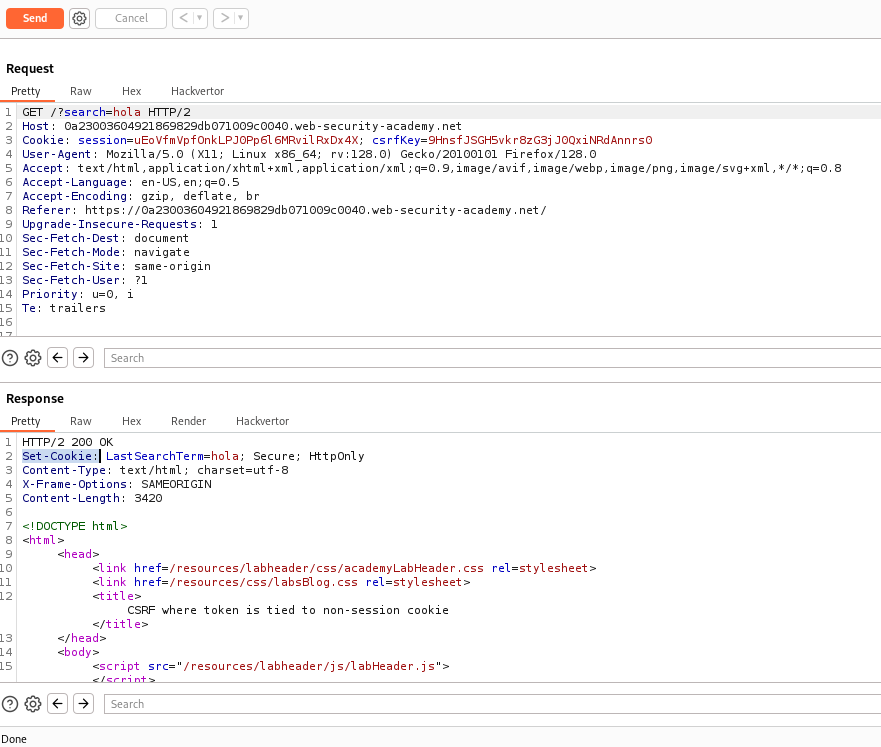 Send Cancel < ▾ > ▾
Request
Pretty Raw Hex Hackvertor
1 GET /?search=hola HTTP/2
2 Host: 0a23003604921869829db071009c0040.web-security-academy.net
3 Cookie: session=uEoVfmVpfOnkLPJ0Pp6l6MRvilRxDx4X; csrfKey=9HnsfJSGH5vkr8zG3jJ0QxiNRdAnnrs0
4 User-Agent: Mozilla/5.0 (X11; Linux x86_64; rv:128.0) Gecko/20100101 Firefox/128.0
5 Accept: text/html,application/xhtml+xml,application/xml;q=0.9,image/avif,image/webp,image/png,image/svg+xml,*/*;q=0.8
6 Accept-Language: en-US,en;q=0.5
7 Accept-Encoding: gzip, deflate, br
8 Referer: https://0a23003604921869829db071009c0040.web-security-academy.net/
9 Upgrade-Insecure-Requests: 1
10 Sec-Fetch-Dest: document
11 Sec-Fetch-Mode: navigate
12 Sec-Fetch-Site: same-origin
13 Sec-Fetch-User: ?1
14 Priority: u=0, i
15 Te: trailers
16
17
Search
Response
Pretty Raw Hex Render Hackvertor
1 HTTP/2 200 OK
2 Set-Cookie: LastSearchTerm=hola; Secure; HttpOnly
3 Content-Type: text/html; charset=utf-8
4 X-Frame-Options: SAMEORIGIN
5 Content-Length: 3420
6
7 <!DOCTYPE html>
8 <html>
9 <head>
10 <link href=/resources/labheader/css/academyLabHeader.css rel=stylesheet>
11 <link href=/resources/css/labsBlog.css rel=stylesheet>
12 <title>
CSRF where token is tied to non-session cookie
</title>
13 </head>
14 <body>
15 <script src="/resources/labheader/js/labHeader.js">
</script>
Search
Done